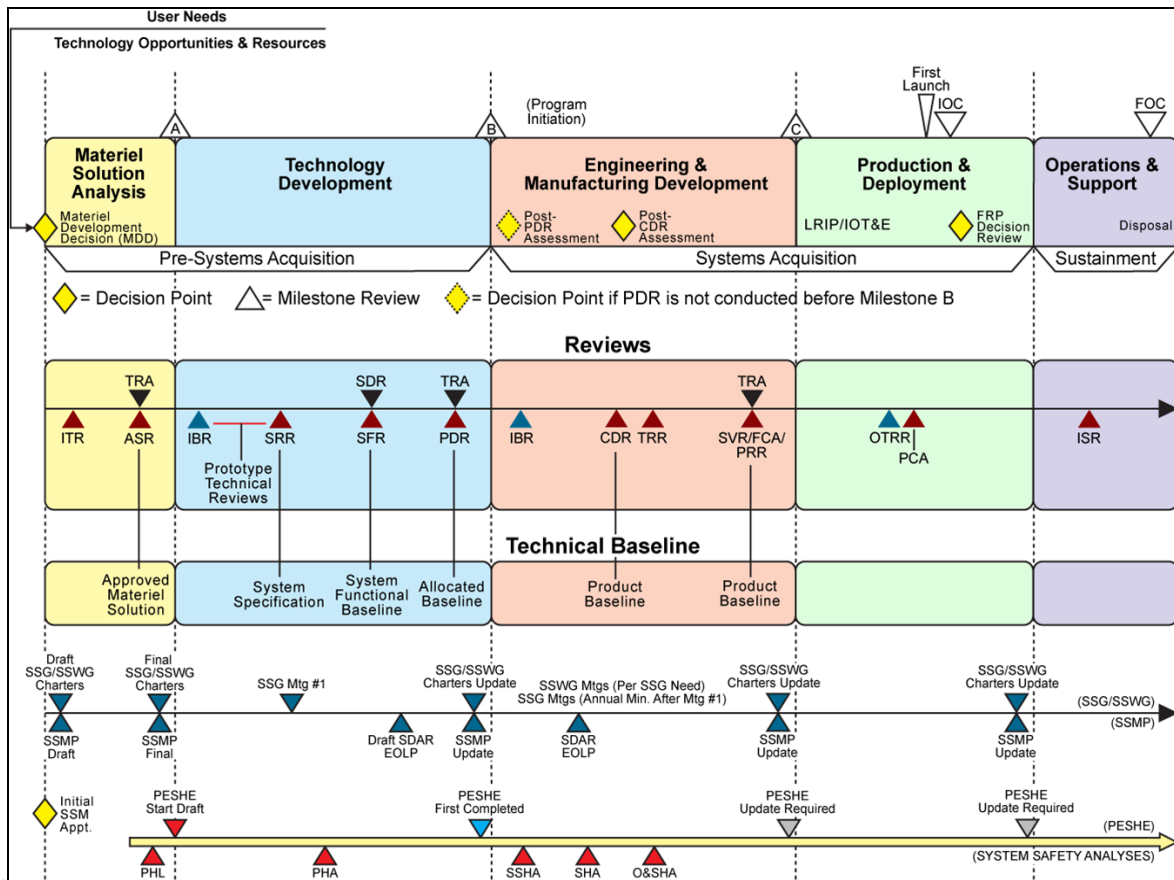 User Needs
Technology Opportunities & Resources
A
B
(Program
Initiation)
C
First
Launch
IOC
FOC
Materiel
Solution
Analysis
Technology
Development
Engineering &
Manufacturing Development
Production &
Deployment
Operations &
Support
Materiel
Development
Decision (MDD)
Post-
PDR
Assessment
Post-
CDR
Assessment
LRIP/IOT&E
FRP
Decision
Review
Disposal
Pre-Systems Acquisition
Systems Acquisition
Sustainment
= Decision Point
= Milestone Review
= Decision Point if PDR is not conducted before Milestone B
Reviews
TRA
SDR
TRA
TRA
ITR
ASR
IBR
SRR
SFR
PDR
IBR
CDR
TRR
SVR/FCA/
PRR
OTRR
PCA
ISR
Prototype
Technical
Reviews
Technical Baseline
Approved
Materiel
Solution
System
Specification
System
Functional
Baseline
Allocated
Baseline
Product
Baseline
Product
Baseline
Draft
SSG/SSWG
Charters
Final
SSG/SSWG
Charters
SSG Mtg #1
SSG/SSWG
Charters Update
SSWG Mtgs (Per SSG Need)
SSG Mtgs (Annual Min. After Mtg #1)
SSG/SSWG
Charters Update
SSG/SSWG
Charters Update
(SSG/SSWG)
(SSMP)
SSMP
Draft
SSMP
Final
Draft SDAR
EOLP
SSMP
Update
SDAR
EOLP
SSMP
Update
SSMP
Update
Initial
SSM
Appt.
PESHE
Start Draft
PESHE
First Completed
PESHE
Update Required
PESHE
Update Required
(PESHE)
(SYSTEM SAFETY ANALYSES)
PHL
PHA
SSHA
SHA
O&SHA